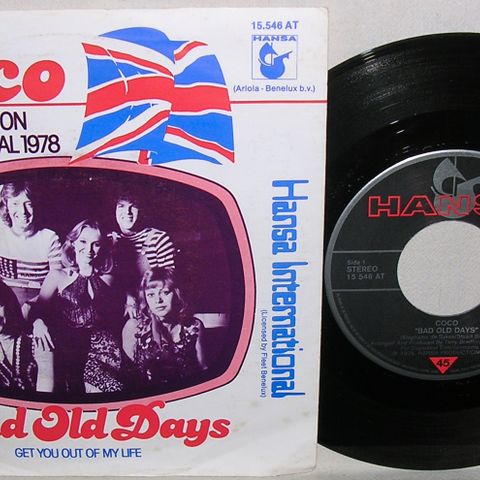 15.546 AT
HANSA
(Ariola - Benelux b.v.)
co
ON
AL 1978
Hansa International
(Licensed by Fleet Benelux)
d Old Days
GET YOU OUT OF MY LIFE
HANS
Side 1
STEREO
15 546 AT
COCO
"BAD OLD DAYS"
45